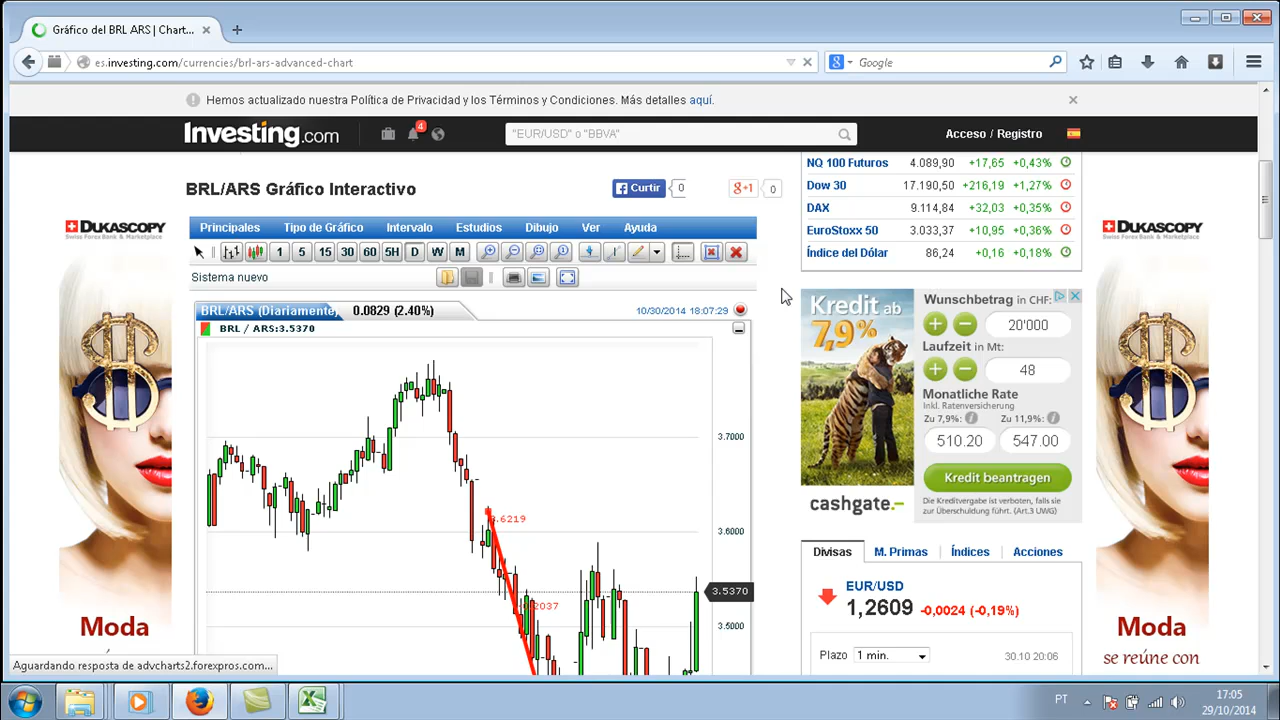 Gráfico del BRL ARS | Chart...
es.investing.com/currencies/brl-ars-advanced-chart
Google
Hemos actualizado nuestra Política de Privacidad y los Términos y Condiciones. Más detalles aquí.
Investing.com
4
"EUR/USD" o "BBVA"
Acceso / Registro
BRL/ARS Gráfico Interactivo
Curtir 0
g+1 0
Principales Tipo de Gráfico Intervalo Estudios Dibujo Ver Ayuda
1 5 15 30 60 5H D W M
Sistema nuevo
BRL/ARS (Diariamente) 0.0829 (2.40%)
10/30/2014 18:07:29
BRL / ARS:3.5370
3.7000
3.6219
3.6000
3.5370
3.5000
NQ 100 Futuros 4.089,90 +17,65 +0,43%
Dow 30 17.190,50 +216,19 +1,27%
DAX 9.114,84 +32,03 +0,35%
EuroStoxx 50 3.033,37 +10,95 +0,36%
Índice del Dólar 86,24 +0,16 +0,18%
Kredit ab
7,9%
cashgate.-
Wunschbetrag in CHF:
20'000
Laufzeit in Mt:
48
Monatliche Rate
Inkl. Ratenversicherung
Zu 7,9%: Zu 11,9%:
510.20 547.00
Kredit beantragen
Die Kreditvergabe ist verboten, falls sie
zur Überschuldung führt. (Art.3 UWG)
Divisas M. Primas Índices Acciones
EUR/USD
1,2609 -0,0024 (-0,19%)
Plazo 1 min. 30.10 20:06
DUKASCOPY
Swiss Forex Bank & Marketplace
Moda
DUKASCOPY
Swiss Forex Bank & Marketplace
Moda
se reúne con
Aguardando resposta de advcharts2.forexpros.com...
PT
17:05
29/10/2014